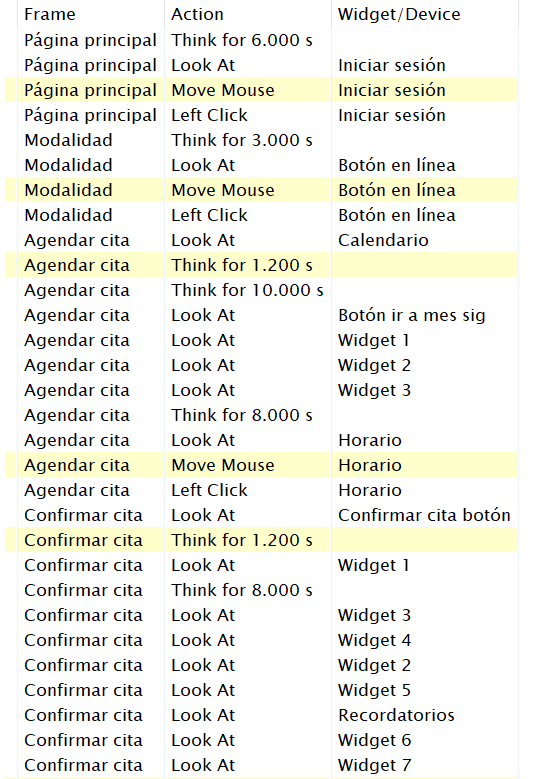 Frame Action Widget/Device
Página principal Think for 6.000 s
Página principal Look At Iniciar sesión
Página principal Move Mouse Iniciar sesión
Página principal Left Click Iniciar sesión
Modalidad Think for 3.000 s
Modalidad Look At Botón en línea
Modalidad Move Mouse Botón en línea
Modalidad Left Click Botón en línea
Agendar cita Look At Calendario
Agendar cita Think for 1.200 s
Agendar cita Think for 10.000 s
Agendar cita Look At Botón ir a mes sig
Agendar cita Look At Widget 1
Agendar cita Look At Widget 2
Agendar cita Look At Widget 3
Agendar cita Think for 8.000 s
Agendar cita Look At Horario
Agendar cita Move Mouse Horario
Agendar cita Left Click Horario
Confirmar cita Look At Confirmar cita botón
Confirmar cita Think for 1.200 s
Confirmar cita Look At Widget 1
Confirmar cita Think for 8.000 s
Confirmar cita Look At Widget 3
Confirmar cita Look At Widget 4
Confirmar cita Look At Widget 2
Confirmar cita Look At Widget 5
Confirmar cita Look At Recordatorios
Confirmar cita Look At Widget 6
Confirmar cita Look At Widget 7